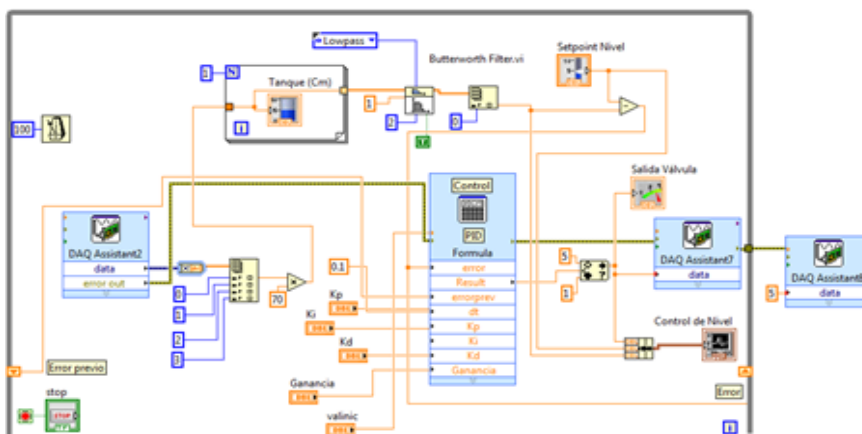 Lowpass
Butterworth Filter.vi
Setpoint Nivel
1
N
Tanque (Cm)
1
2
0
i
100
Salida Válvula
Control
PID
Formula
error
Result
errorprev
dt
Kp
Ki
Kd
Ganancia
DAQ Assistant2
data
error out
DAQ Assistant7
data
DAQ Assistant8
data
5
0.1
5
1
70
0
1
2
3
Kp
Ki
Kd
Ganancia
valinic
Control de Nivel
Error previo
Error
stop
STOP
i